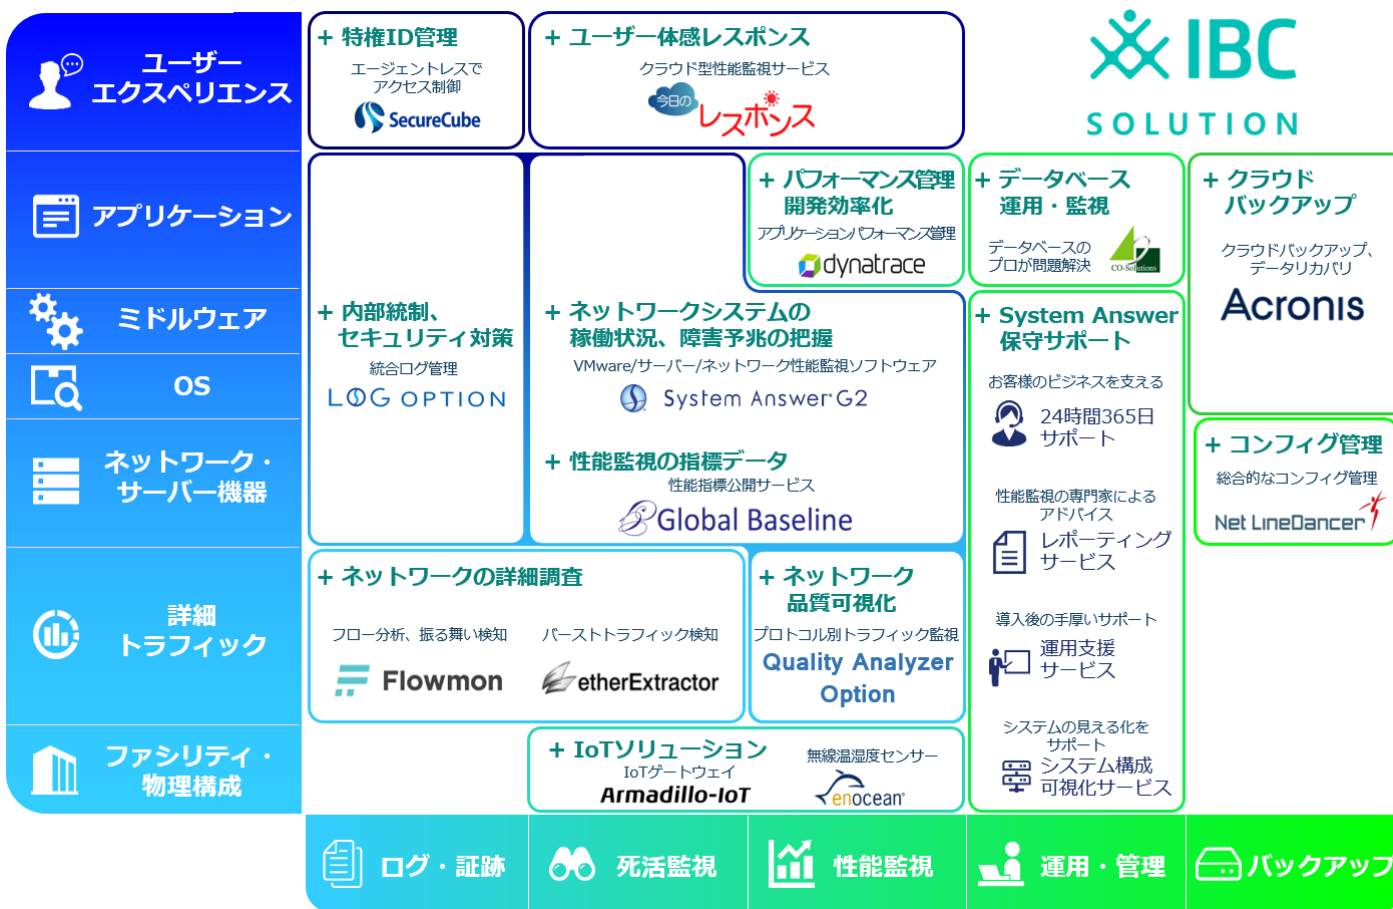 ユーザー
エクスペリエンス
アプリケーション
ミドルウェア
OS
ネットワーク・
サーバー機器
詳細
トラフィック
ファシリティ・
物理構成
+ 特権ID管理
エージェントレスで
アクセス制御
SecureCube
+ ユーザー体感レスポンス
クラウド型性能監視サービス
今日の
レスポンス
IBC
SOLUTION
+ パフォーマンス管理
開発効率化
アプリケーションパフォーマンス管理
dynatrace
+ データベース
運用・監視
データベースの
プロが問題解決
CO-Solutions
+ クラウド
バックアップ
クラウドバックアップ、
データリカバリ
Acronis
+ 内部統制、
セキュリティ対策
統合ログ管理
LOG OPTION
+ ネットワークシステムの
稼働状況、障害予兆の把握
VMware/サーバー/ネットワーク性能監視ソフトウェア
System Answer G2
+ 性能監視の指標データ
性能指標公開サービス
Global Baseline
+ System Answer
保守サポート
お客様のビジネスを支える
24時間365日
サポート
性能監視の専門家による
アドバイス
レポーティング
サービス
導入後の手厚いサポート
運用支援
サービス
システムの見える化を
サポート
システム構成
可視化サービス
+ コンフィグ管理
総合的なコンフィグ管理
Net LineDancer
+ ネットワークの詳細調査
フロー分析、振る舞い検知
Flowmon
バーストトラフィック検知
etherExtractor
+ ネットワーク
品質可視化
プロトコル別トラフィック監視
Quality Analyzer
Option
+ IoTソリューション
IoTゲートウェイ
Armadillo-IoT
無線温湿度センサー
enocean
ログ・証跡
死活監視
性能監視
運用・管理
バックアップ